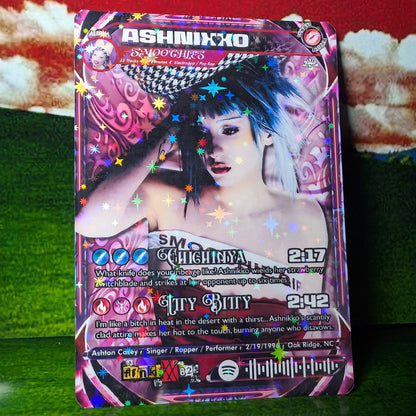 ALBUM
ASHNIXXO
SMOOCHIES
SMOOCHIES
Chichinya 2:17
What knife does your ribcage like? Ashnikko wields her strawberry
switchblade and strikes at her opponent up to six times.
Itty Bitty 2:42
I'm like a bitch in heat in the desert with a thirst... Ashnikko's scantily
clad attire makes her hot to the touch, burning anyone who disavows.
Ashton Casey / Singer / Rapper / Performer / 2/19/1996 / Oak Ridge, NC